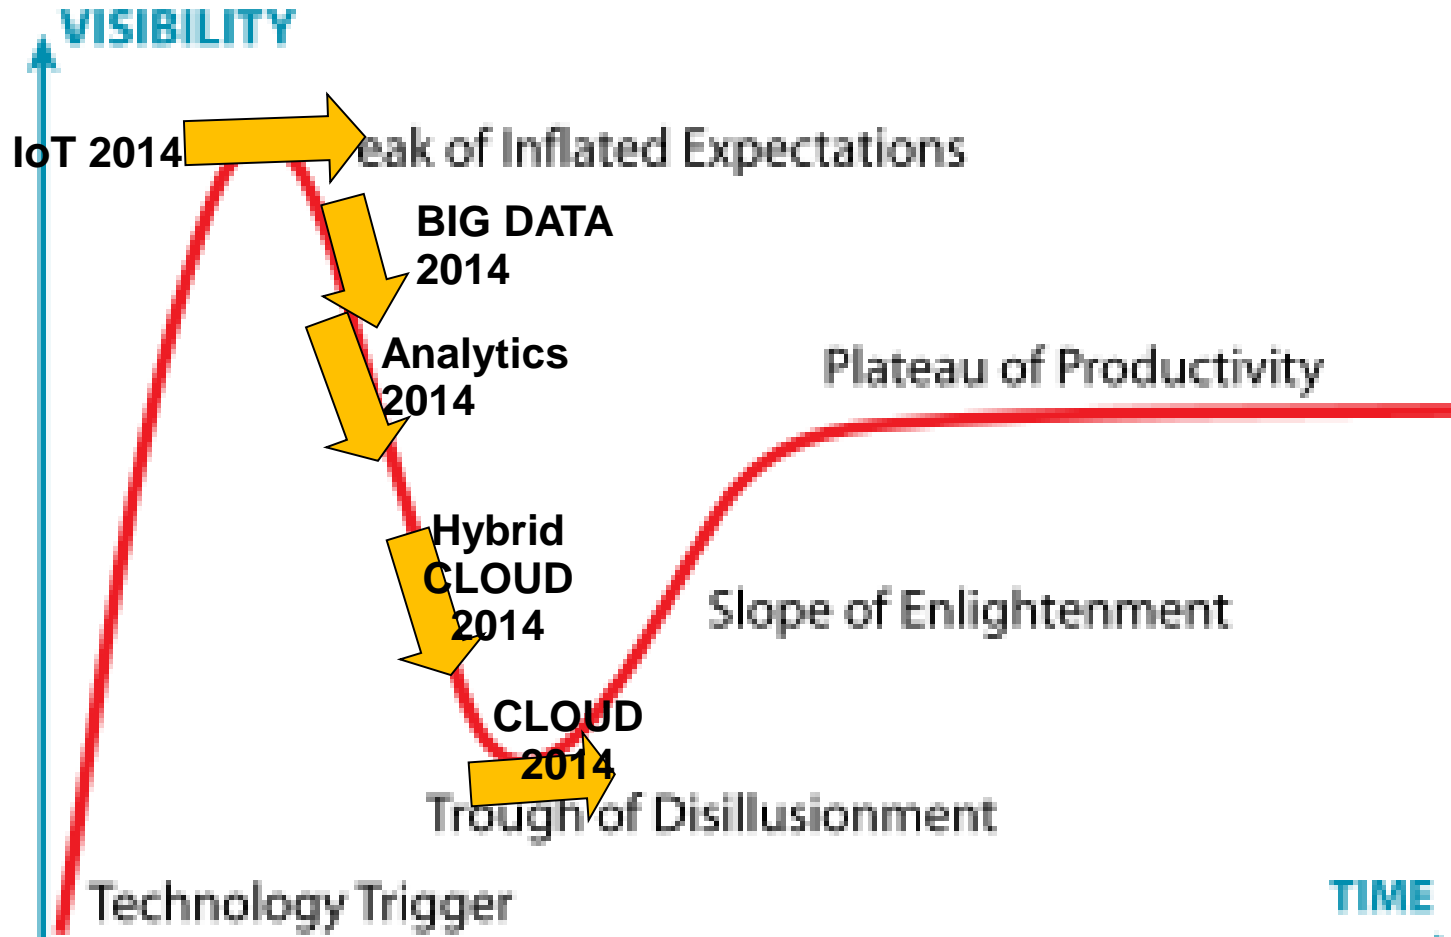 VISIBILITY
IoT 2014
eak of Inflated Expectations
BIG DATA
2014
Analytics
2014
Plateau of Productivity
Hybrid
CLOUD
2014
Slope of Enlightenment
CLOUD
2014
Trough of Disillusionment
Technology Trigger
TIME